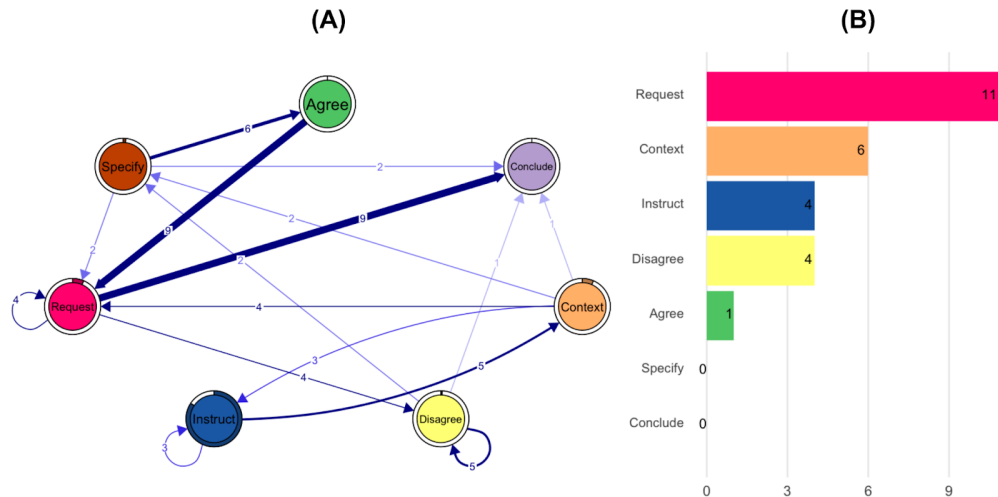 (A)
(B)
Agree
6
Specify
2
Conclude
9
2
9
2
2
1
1
4
Request
4
Context
3
4
5
Instruct
Disagree
3
5
Request
11
Context
6
Instruct
4
Disagree
4
Agree
1
Specify
0
Conclude
0
0
3
6
9